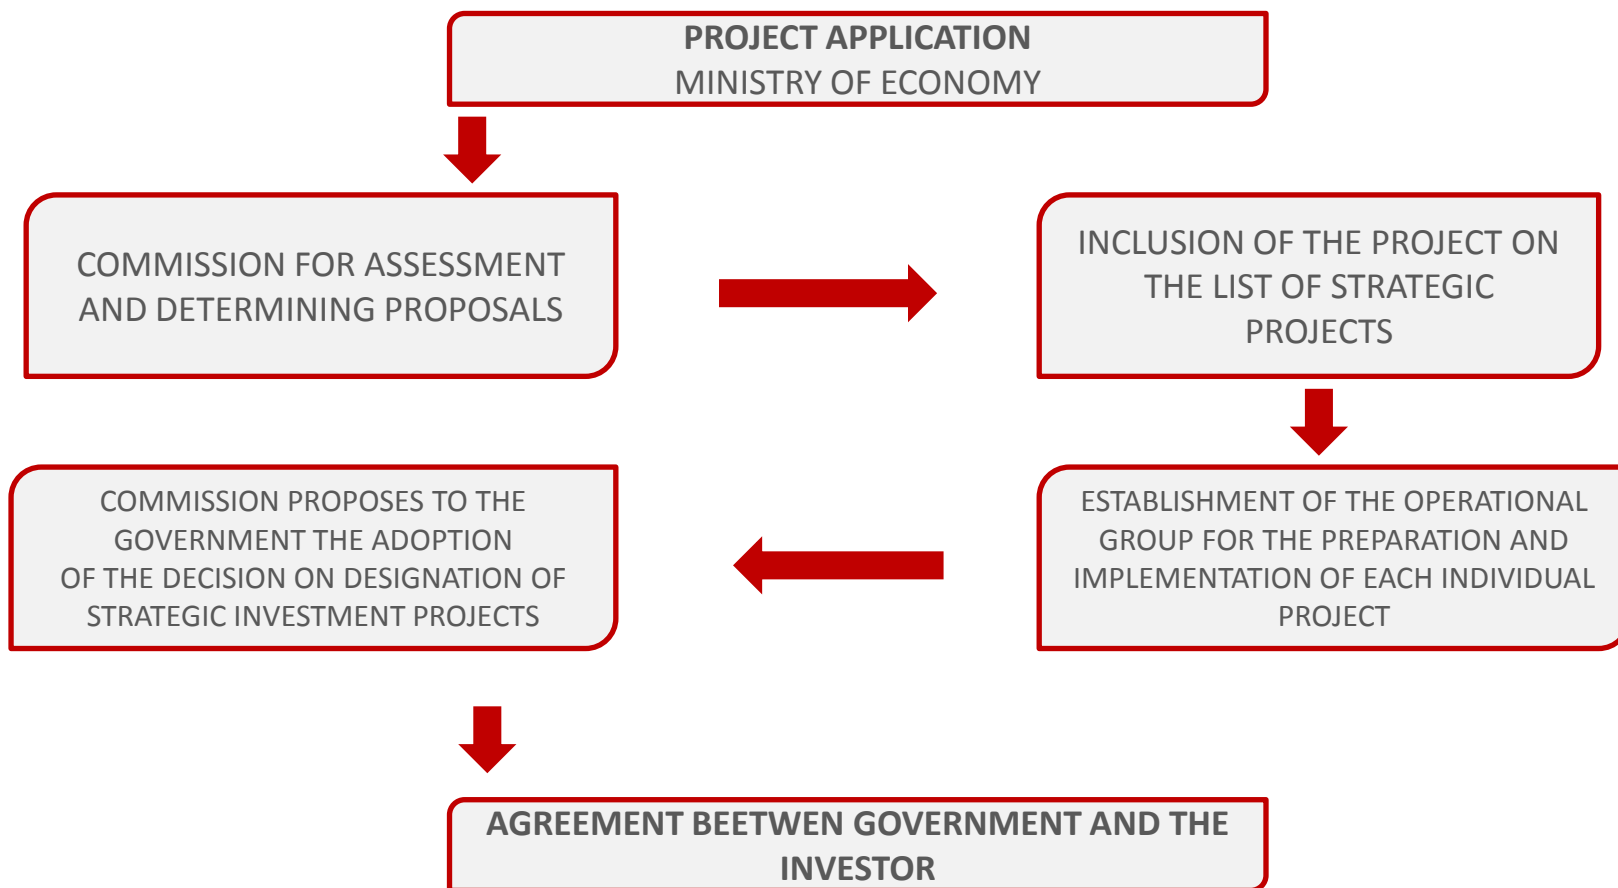 PROJECT APPLICATION
MINISTRY OF ECONOMY
COMMISSION FOR ASSESSMENT
AND DETERMINING PROPOSALS
INCLUSION OF THE PROJECT ON
THE LIST OF STRATEGIC
PROJECTS
COMMISSION PROPOSES TO THE
GOVERNMENT THE ADOPTION
OF THE DECISION ON DESIGNATION OF
STRATEGIC INVESTMENT PROJECTS
ESTABLISHMENT OF THE OPERATIONAL
GROUP FOR THE PREPARATION AND
IMPLEMENTATION OF EACH INDIVIDUAL
PROJECT
AGREEMENT BEETWEN GOVERNMENT AND THE
INVESTOR